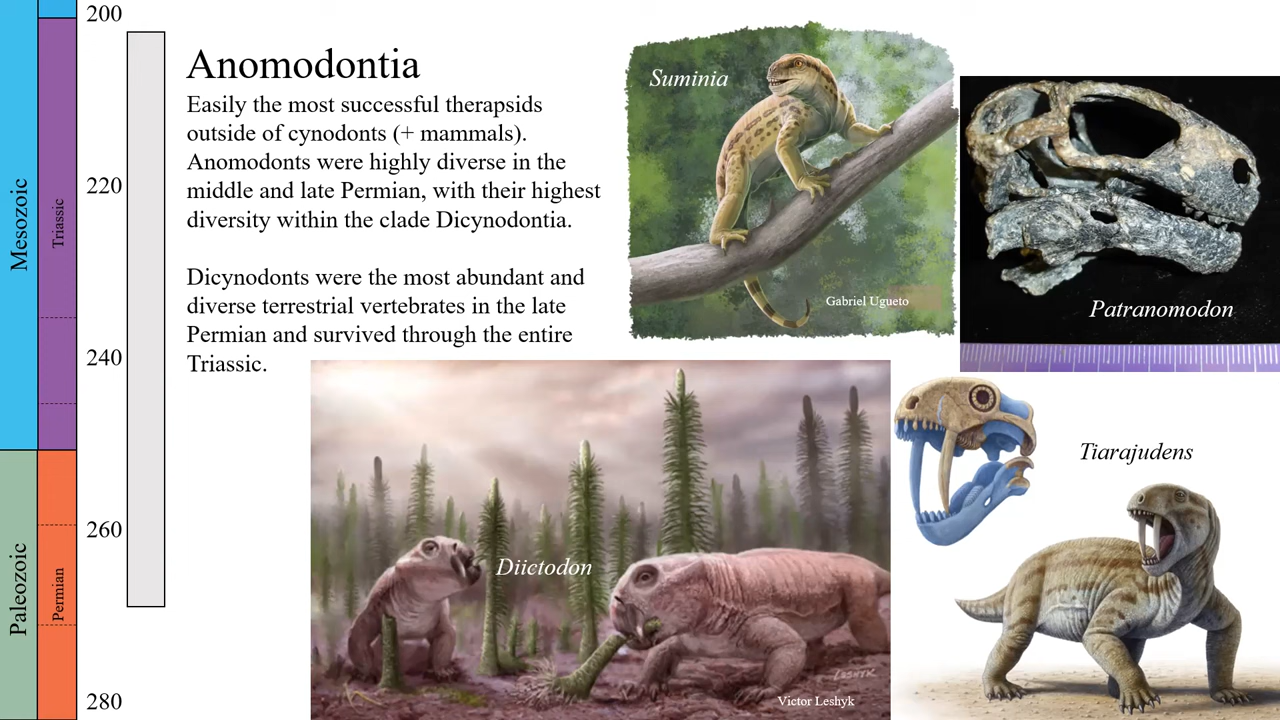 200
220
240
260
280
Mesozoic
Triassic
Paleozoic
Permian
Anomodontia
Easily the most successful therapsids
outside of cynodonts (+ mammals).
Anomodonts were highly diverse in the
middle and late Permian, with their highest
diversity within the clade Dicynodontia.
Dicynodonts were the most abundant and
diverse terrestrial vertebrates in the late
Permian and survived through the entire
Triassic.
Suminia
Gabriel Ugueto
Patranomodon
Tiarajudens
Diictodon
LESHYK
Victor Leshyk